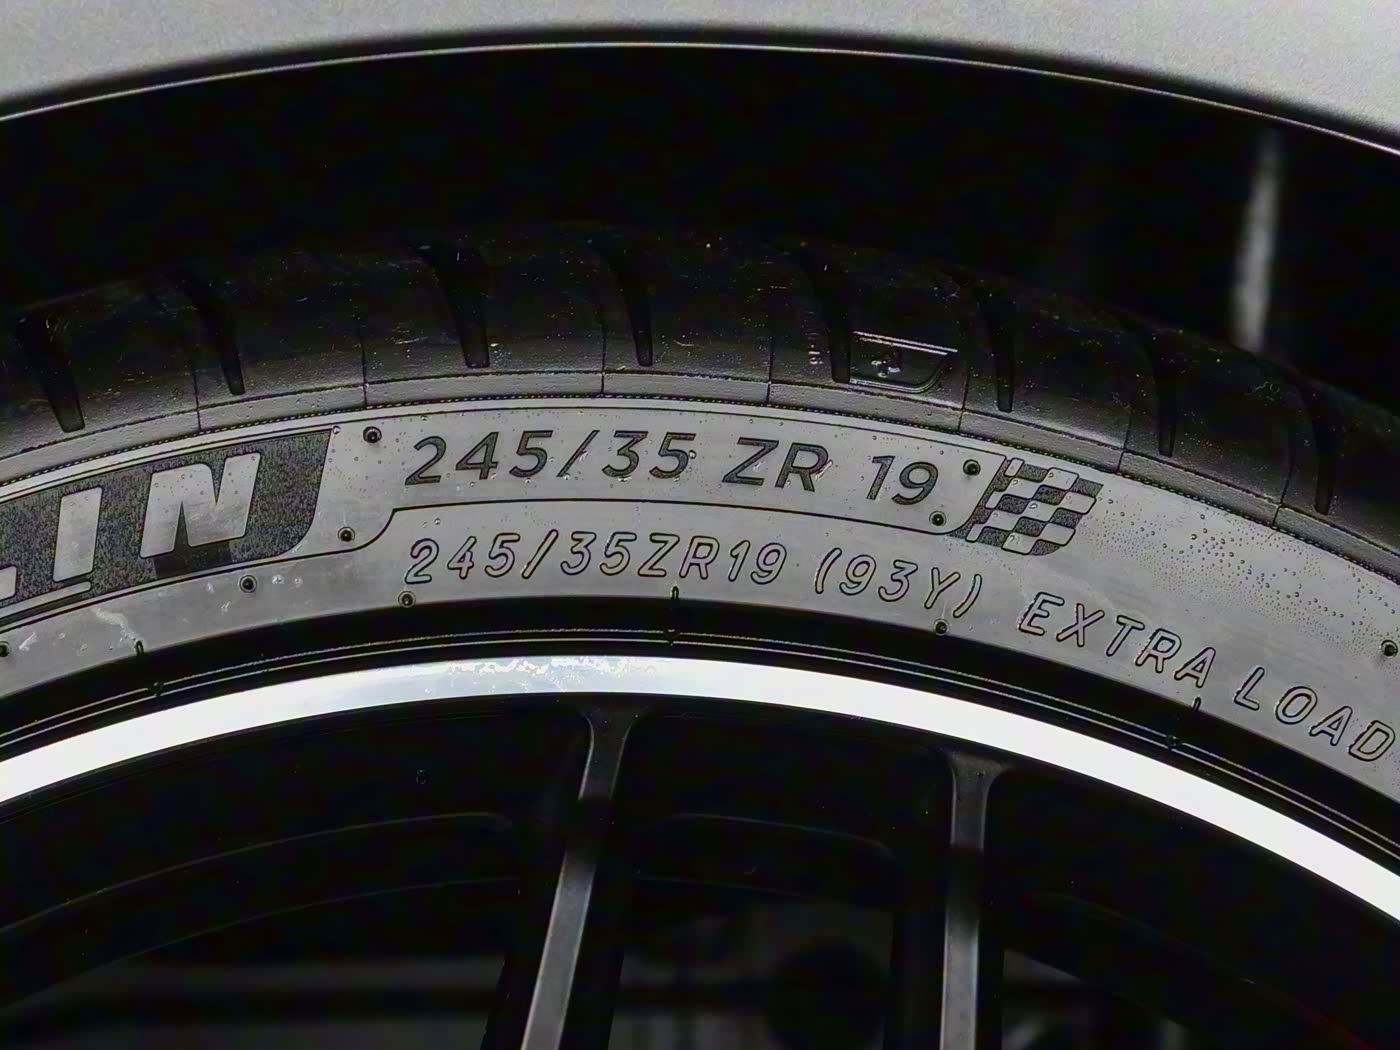 LIN
245/35 ZR 19
245/35ZR19 (93Y) EXTRA LOAD